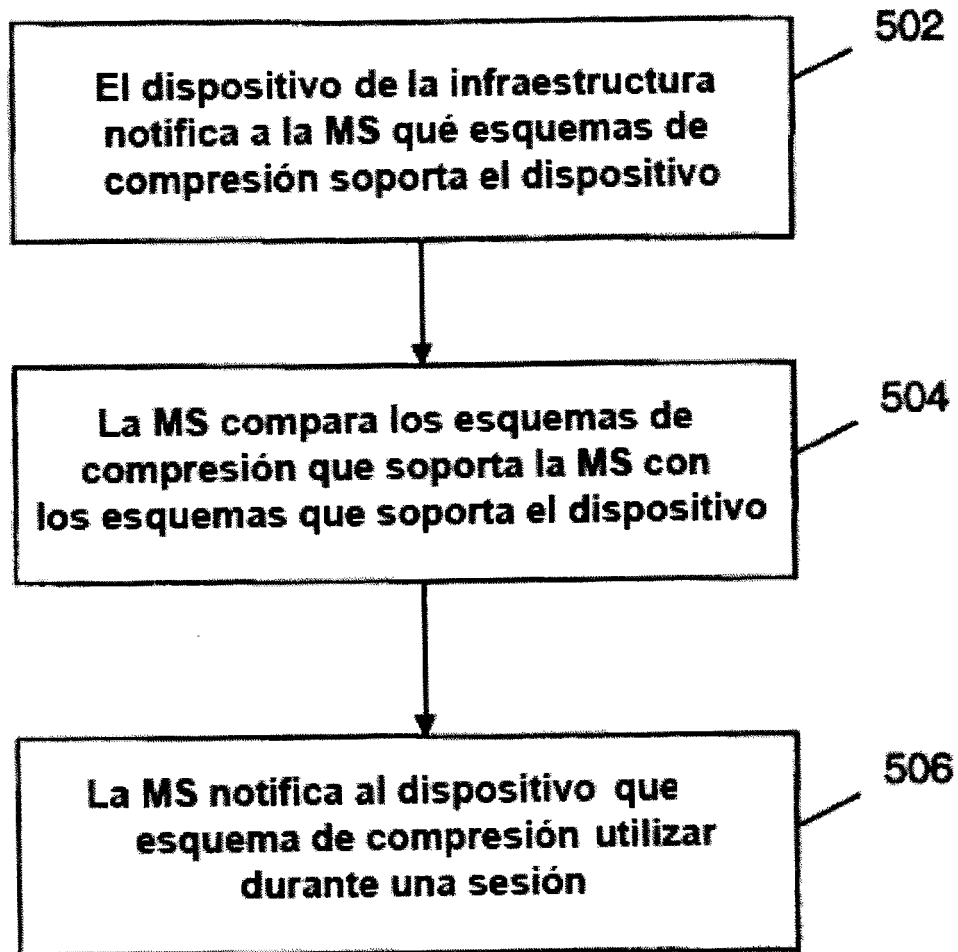 502
El dispositivo de la infraestructura
notifica a la MS qué esquemas de
compresión soporta el dispositivo
504
La MS compara los esquemas de
compresión que soporta la MS con
los esquemas que soporta el dispositivo
506
La MS notifica al dispositivo que
esquema de compresión utilizar
durante una sesión